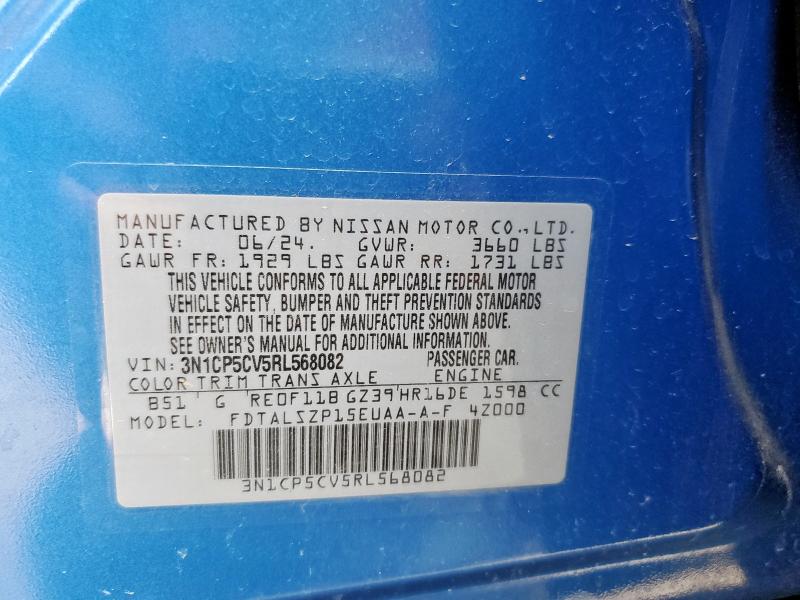 MANUFACTURED BY NISSAN MOTOR CO.,LTD.
DATE: 06/24. GVWR: 3660 LBS
GAWR FR: 1929 LBS GAWR RR: 1731 LBS
THIS VEHICLE CONFORMS TO ALL APPLICABLE FEDERAL MOTOR
VEHICLE SAFETY, BUMPER AND THEFT PREVENTION STANDARDS
IN EFFECT ON THE DATE OF MANUFACTURE SHOWN ABOVE.
SEE OWNER'S MANUAL FOR ADDITIONAL INFORMATION.
VIN: 3N1CP5CV5RL568082 PASSENGER CAR.
COLOR TRIM TRANS AXLE ENGINE
B51 G RE0F11B GZ39 HR16DE 1598 CC
MODEL: FDTALSZP15EUAA-A-F 4Z000
3N1CP5CV5RL568082